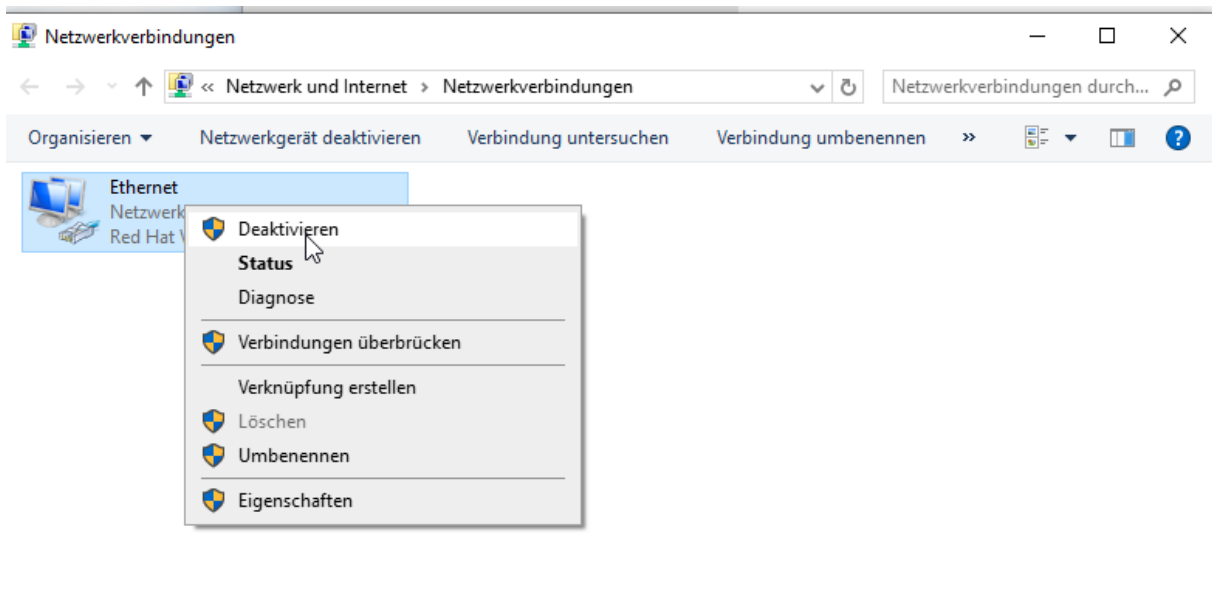 Netzwerkverbindungen
« Netzwerk und Internet > Netzwerkverbindungen
Netzwerkverbindungen durch...
Organisieren Netzwerkgerät deaktivieren Verbindung untersuchen Verbindung umbenennen »
Ethernet
Netzwerk
Red Hat
Deaktivieren
Status
Diagnose
Verbindungen überbrücken
Verknüpfung erstellen
Löschen
Umbenennen
Eigenschaften